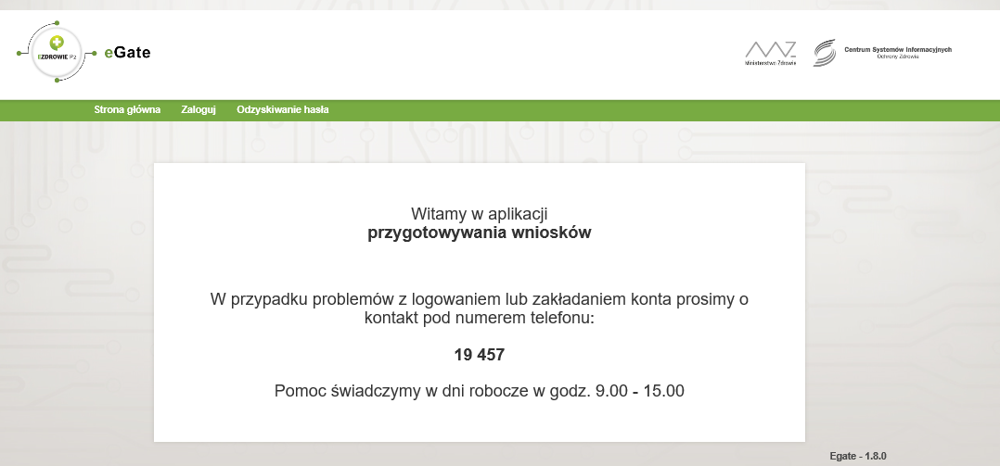 EZDROWIE P2
eGate
Ministerstwo Zdrowia
Centrum Systemów Informacyjnych
Ochrony Zdrowia
Strona główna Zaloguj Odzyskiwanie hasła
Witamy w aplikacji
przygotowywania wniosków
W przypadku problemów z logowaniem lub zakładaniem konta prosimy o
kontakt pod numerem telefonu:
19 457
Pomoc świadczymy w dni robocze w godz. 9.00 - 15.00
Egate - 1.8.0